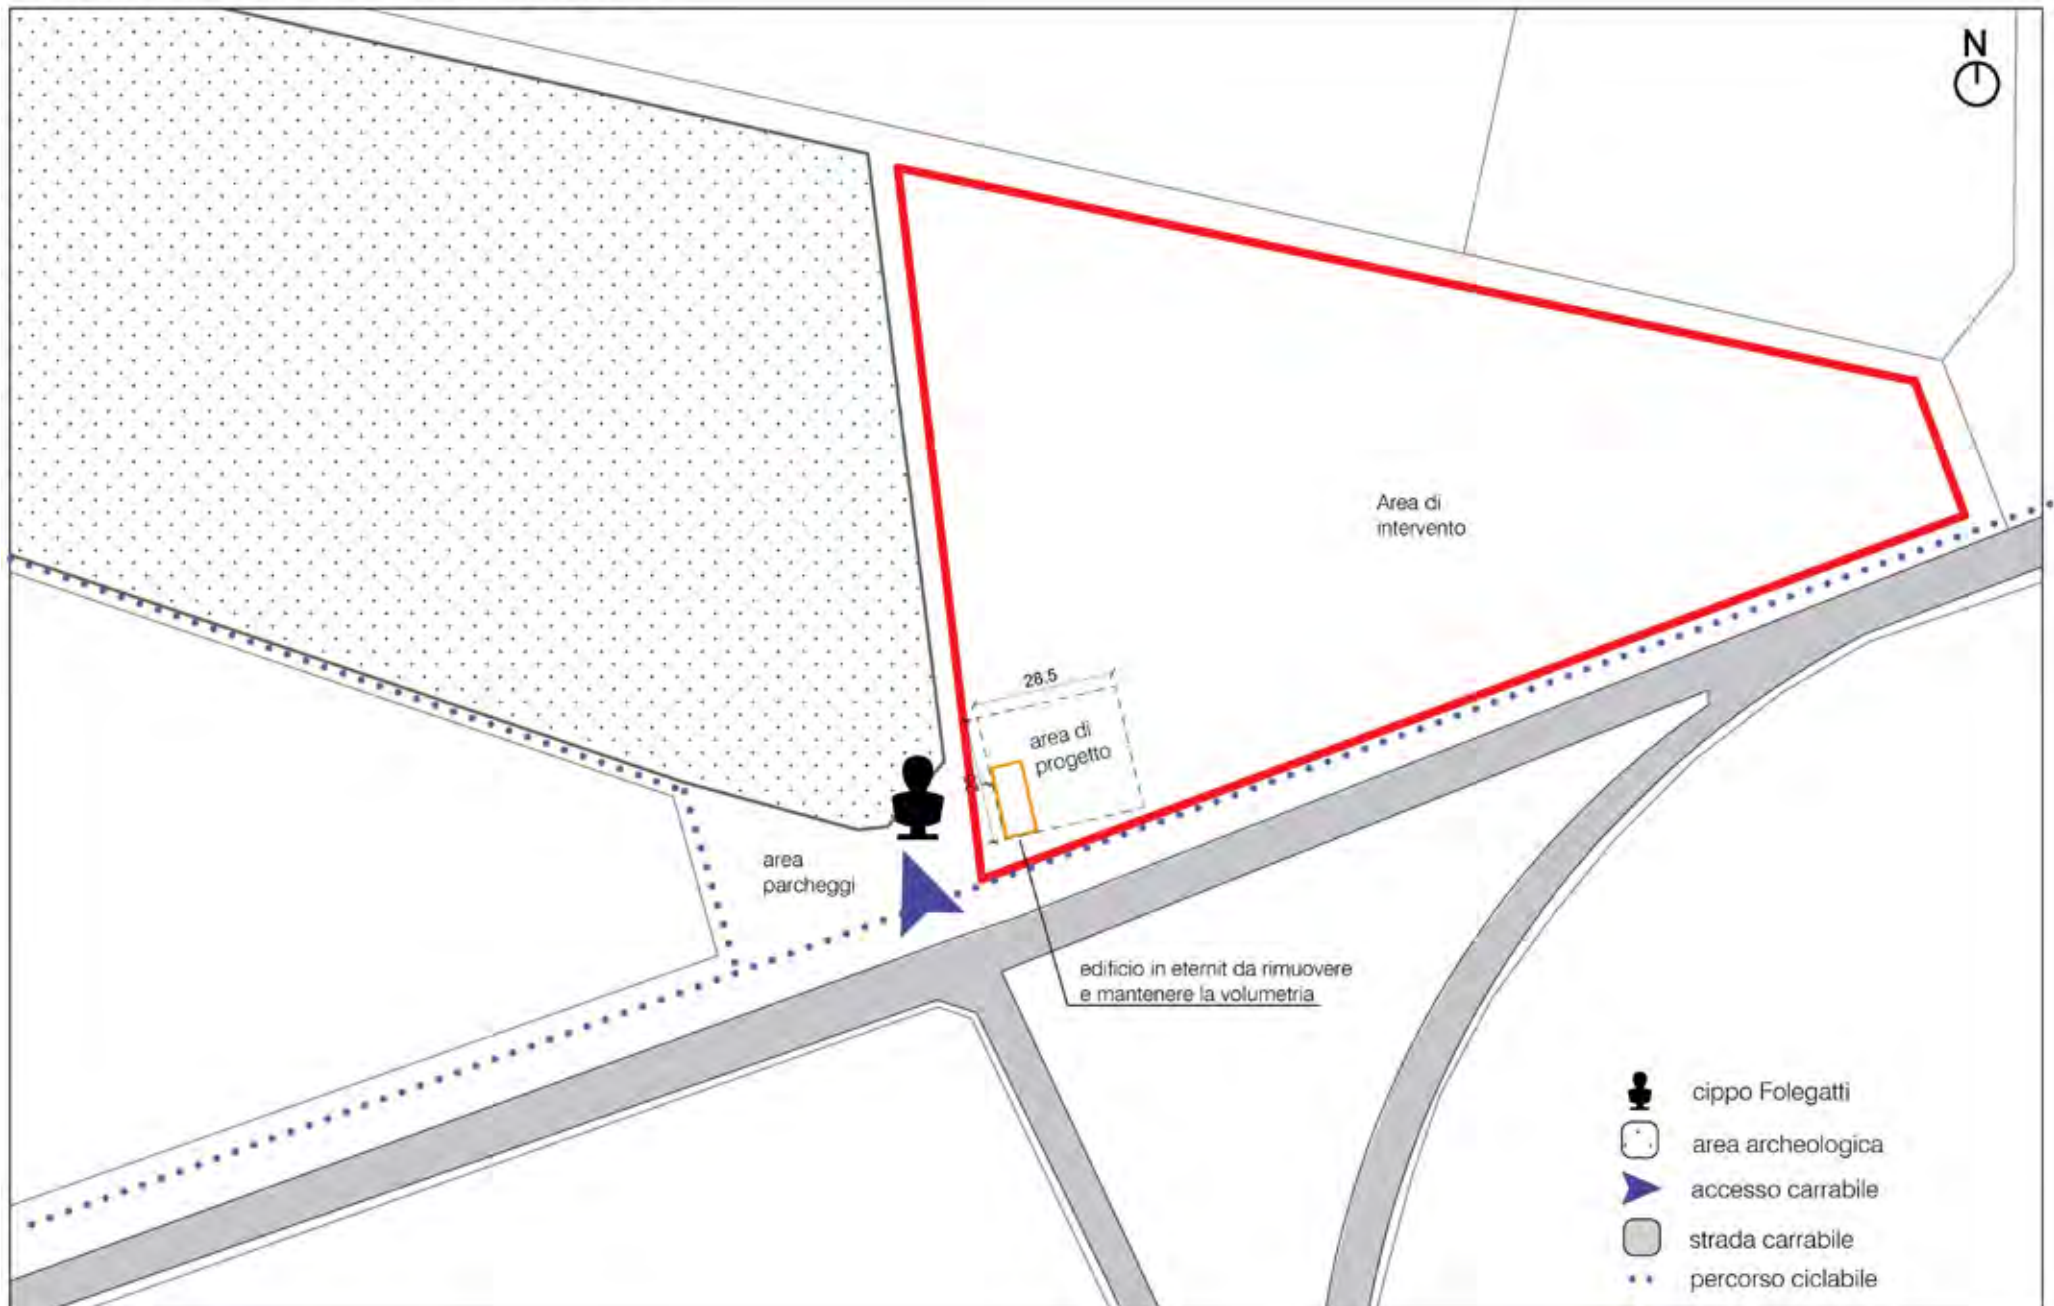 N
Area di
intervento
28.5
area di
progetto
area
parcheggi
edificio in eternit da rimuovere
e mantenere la volumetria
cippo Folegatti
area archeologica
accesso carrabile
strada carrabile
percorso ciclabile